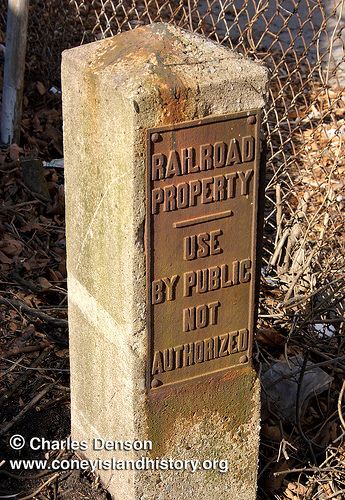 RAILROAD
PROPERTY
USE
BY PUBLIC
NOT
AUTHORIZED
© Charles Denson
www.coneyislandhistory.org